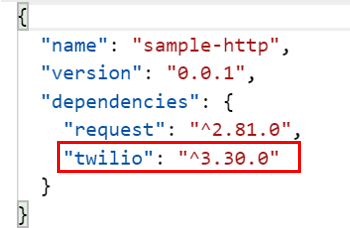 {
"name": "sample-http",
"version": "0.0.1",
"dependencies": {
"request": "^2.81.0",
"twilio": "^3.30.0"
}
}